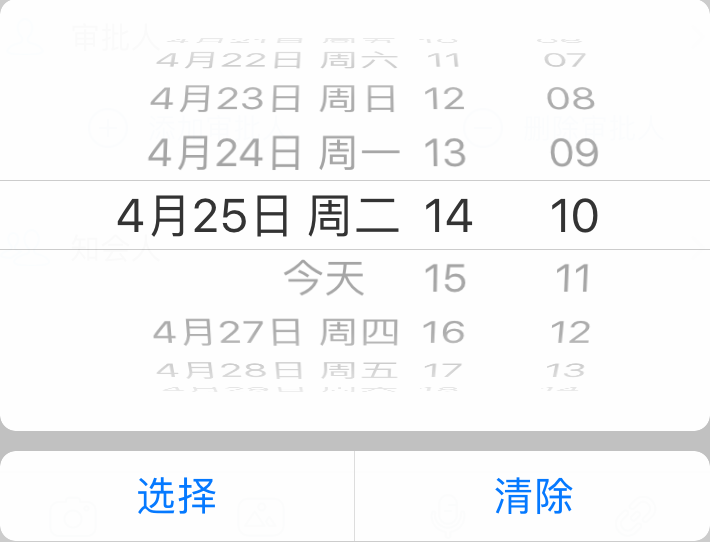 审批人
4月22日 周六 11 07
4月23日 周日 12 08
4月24日 周一 13 09
4月25日 周二 14 10
知会人
今天 15 11
4月27日 周四 16 12
4月28日 周五 17 13
选择 清除